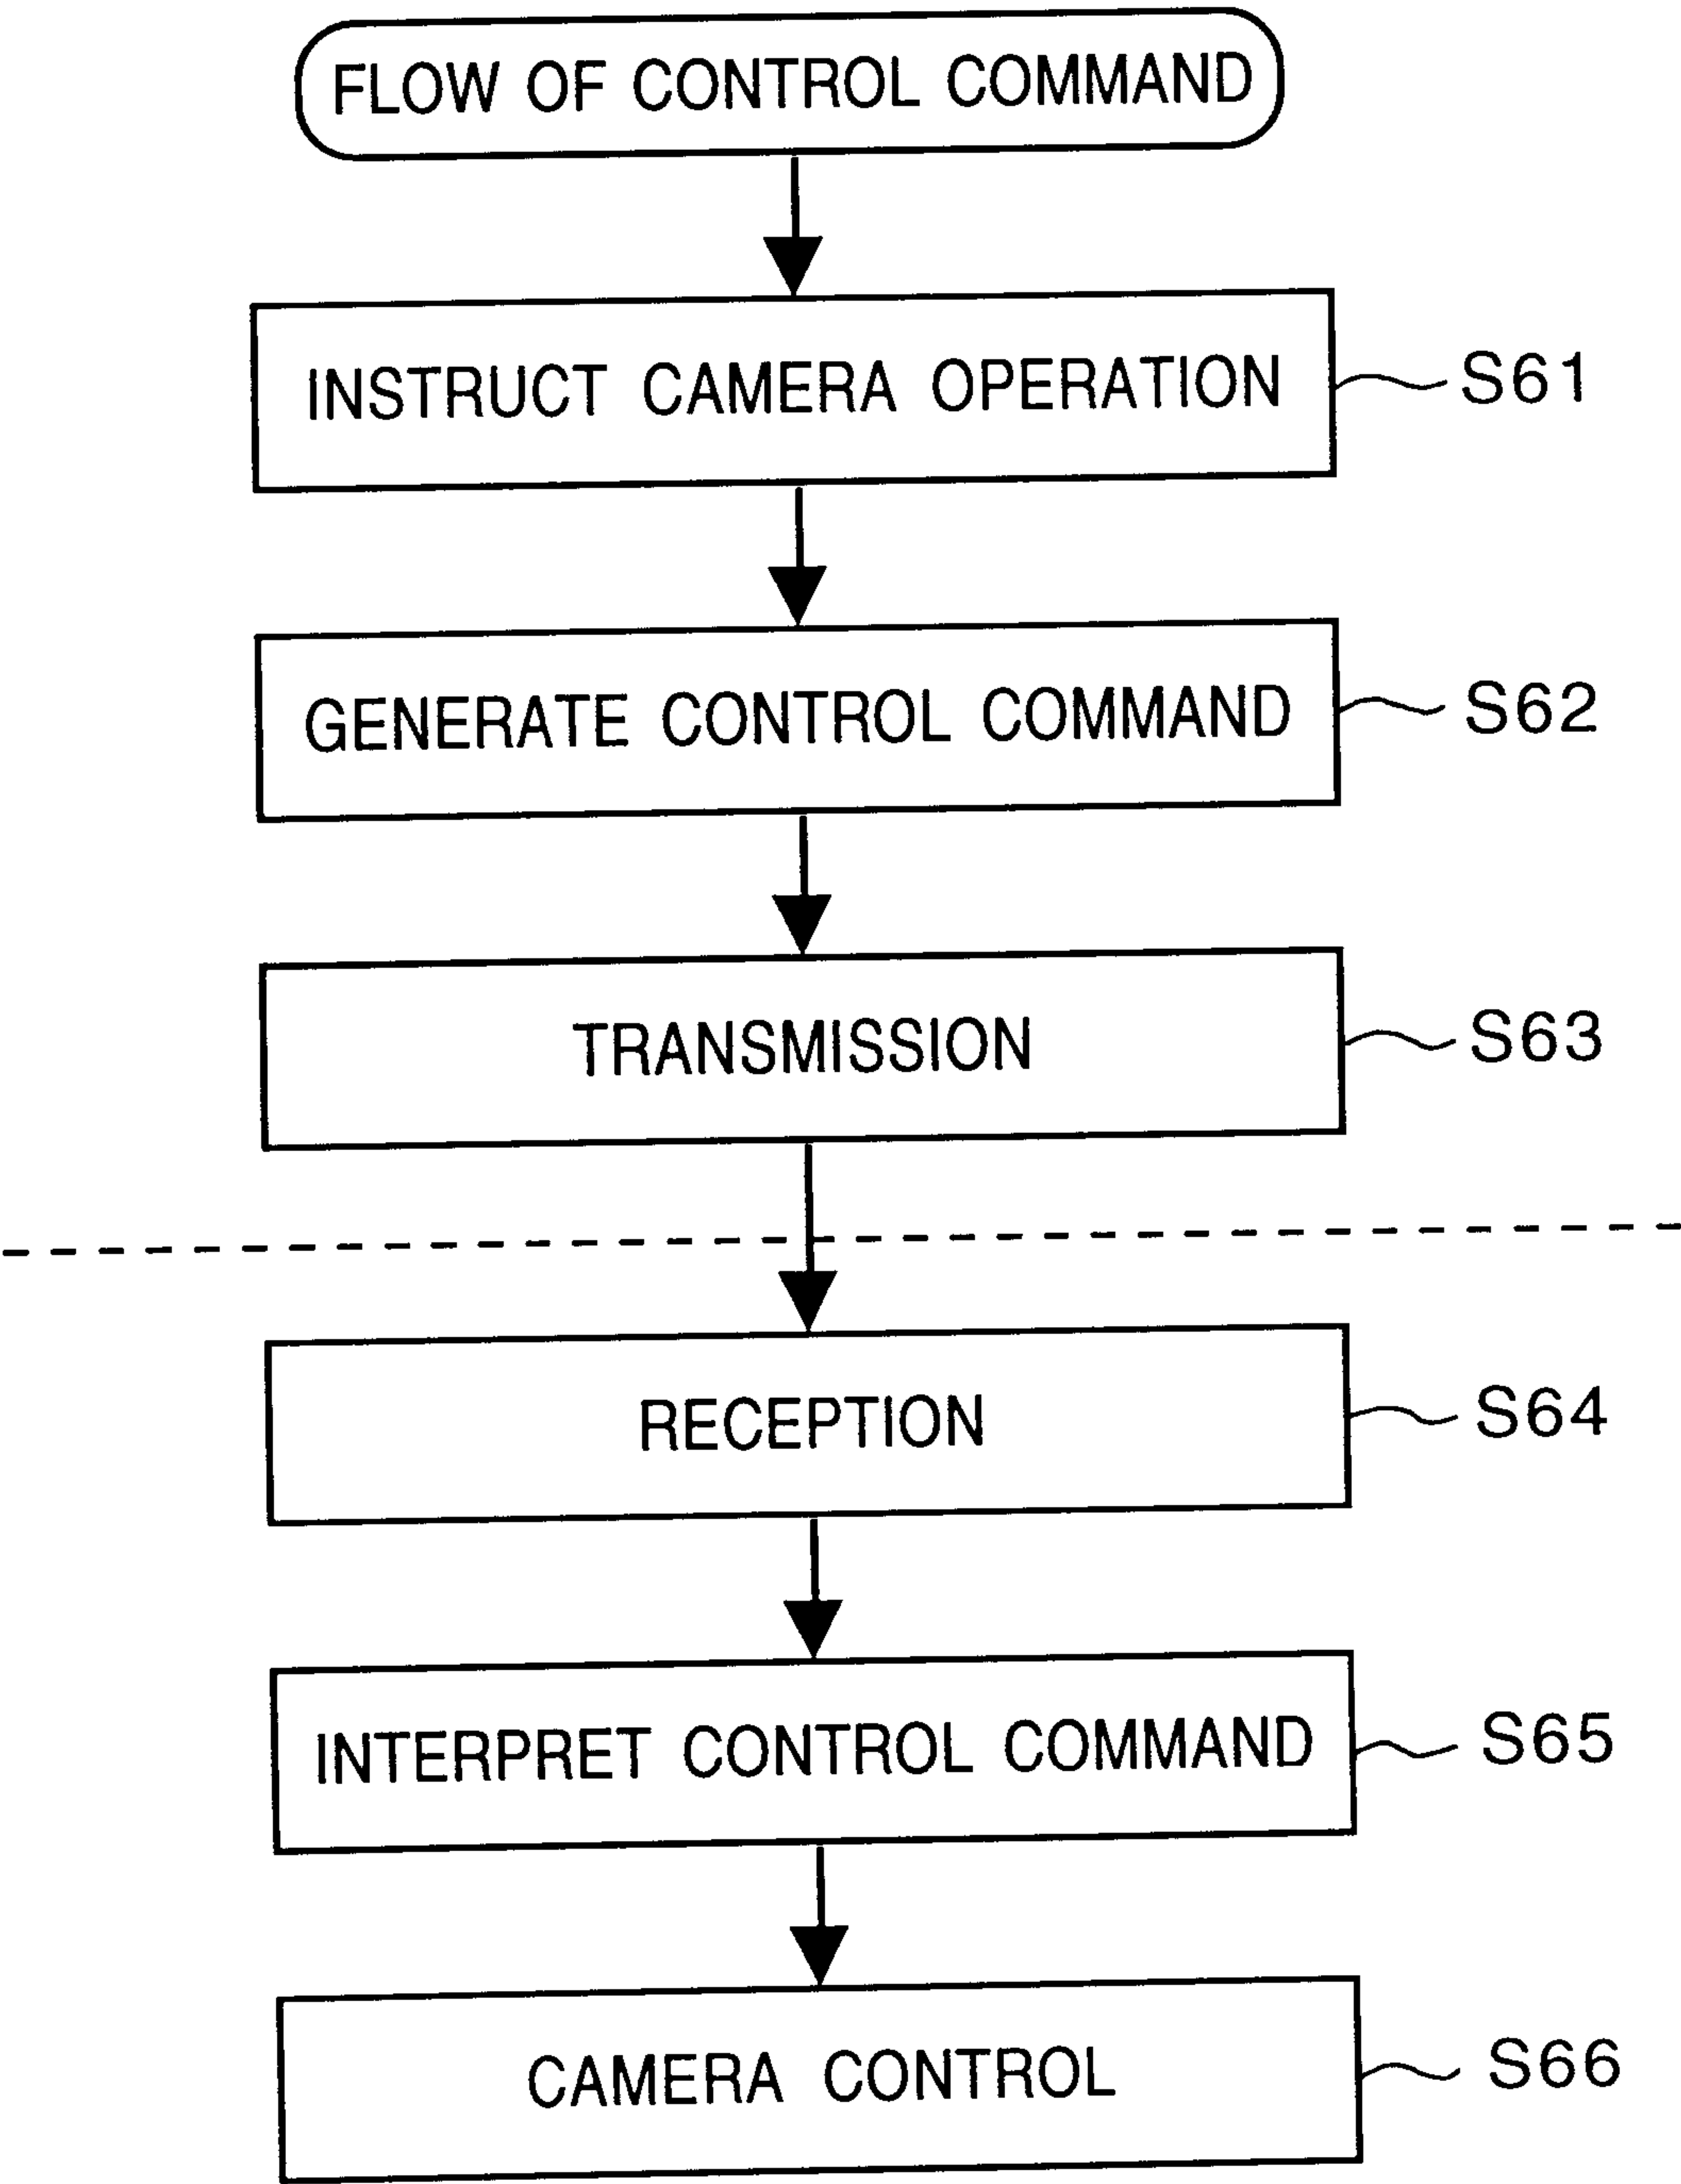 FLOW OF CONTROL COMMAND
INSTRUCT CAMERA OPERATION S61
GENERATE CONTROL COMMAND S62
TRANSMISSION S63
RECEPTION S64
INTERPRET CONTROL COMMAND S65
CAMERA CONTROL S66